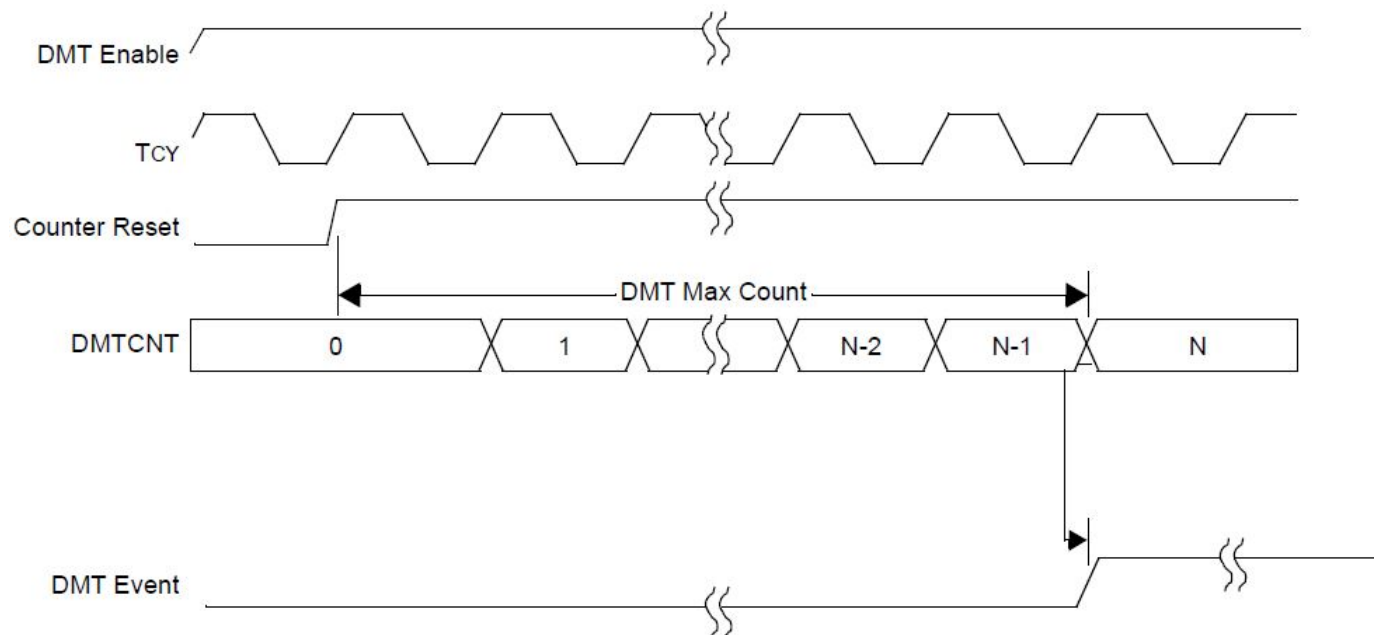 DMT Enable
TCY
Counter Reset
DMT Max Count
DMTCNT
0
1
N-2
N-1
N
DMT Event